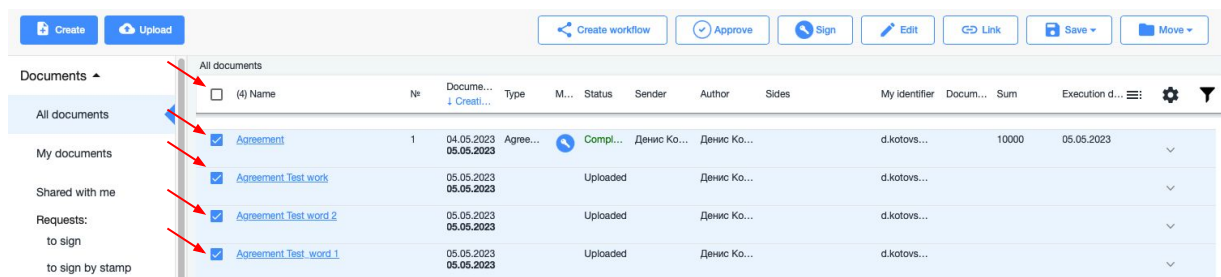 Create Upload Create workflow Approve Sign Edit Link Save Move
Documents
All documents
(4) Name № Docume... ↓ Creati... Type M... Status Sender Author Sides My identifier Docum... Sum Execution d...
All documents
My documents
Shared with me
Requests:
to sign
to sign by stamp
Agreement 1 04.05.2023 Agree... Compl... Денис Ко... Денис Ко... d.kotovs... 10000 05.05.2023
05.05.2023
Agreement Test work 05.05.2023 Uploaded Денис Ко... d.kotovs...
05.05.2023
Agreement Test word 2 05.05.2023 Uploaded Денис Ко... d.kotovs...
05.05.2023
Agreement Test word 1 05.05.2023 Uploaded Денис Ко... d.kotovs...
05.05.2023